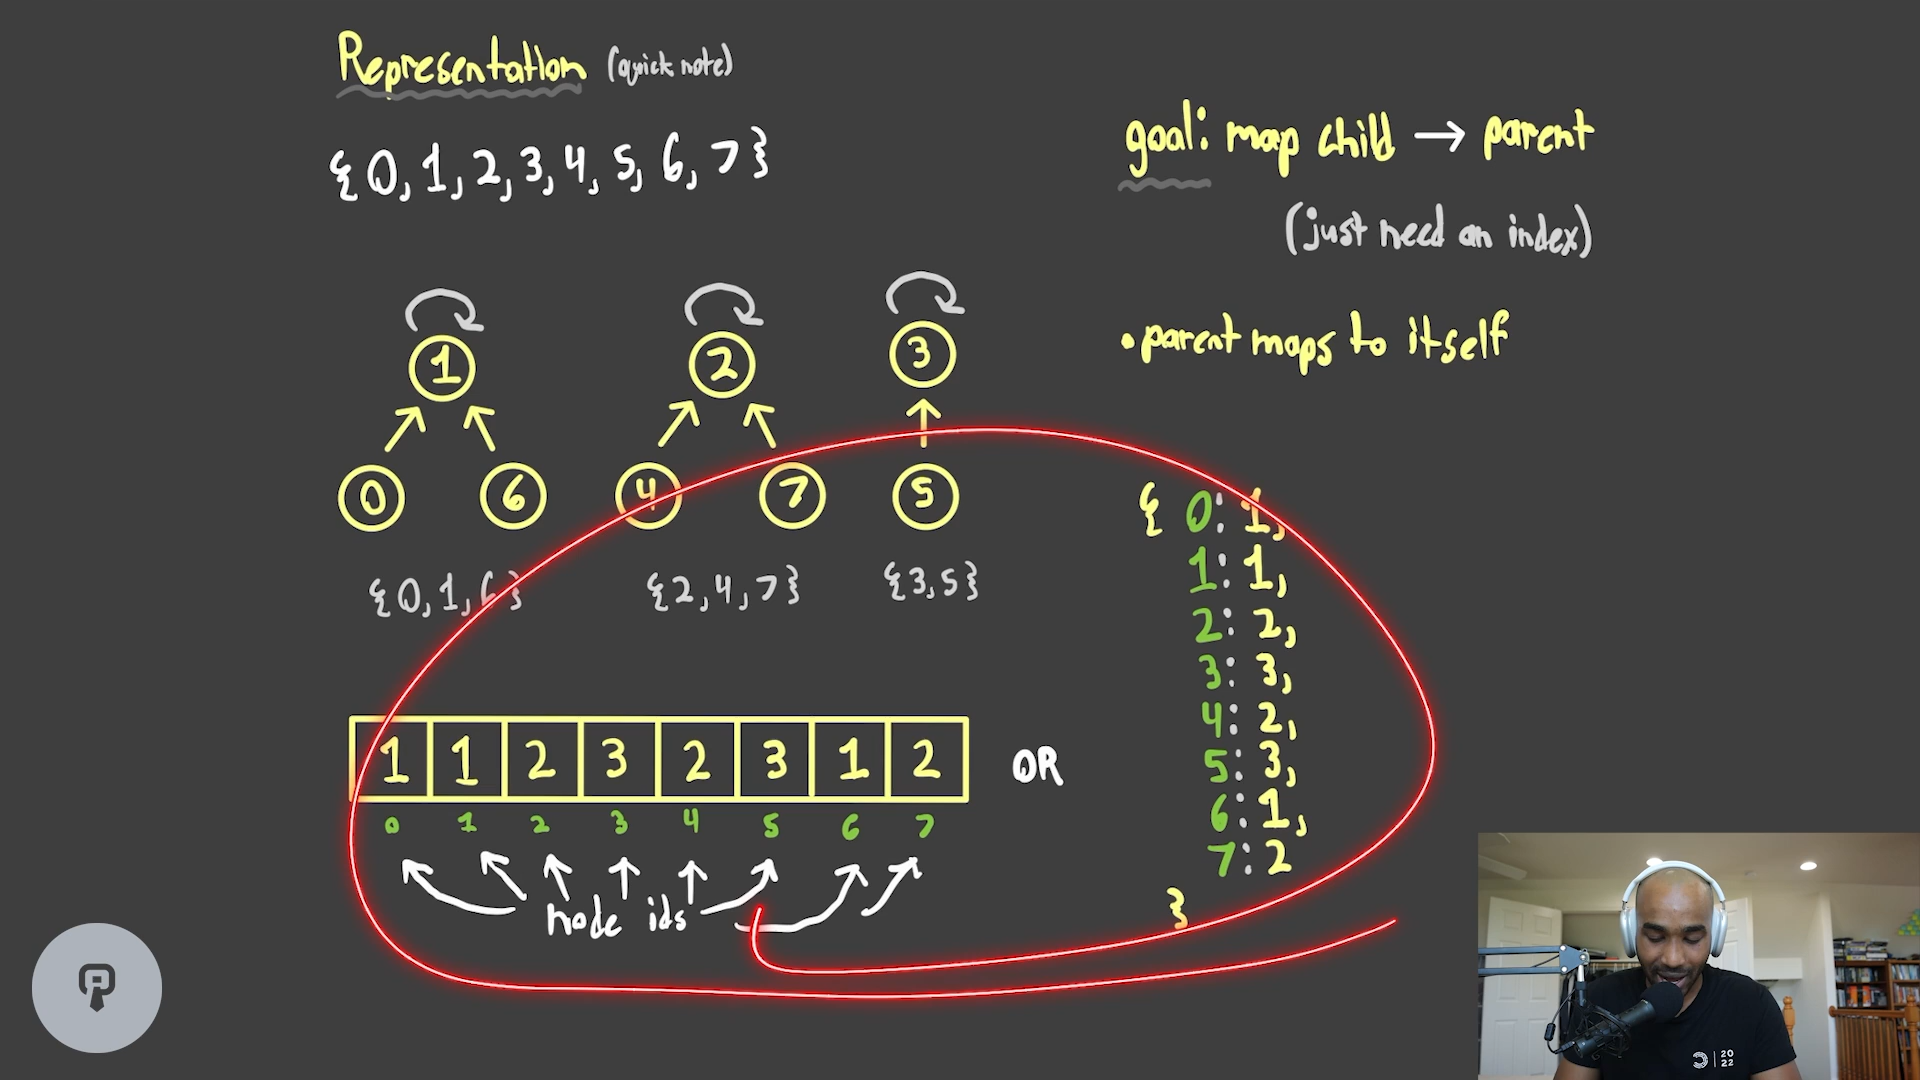 Representation (quick note)
{0, 1, 2, 3, 4, 5, 6, 7}
goal: map child → parent
(just need an index)
• parent maps to itself
1 2 3
0 6 4 7 5
{0, 1, 6} {2, 4, 7} {3, 5}
1 1 2 3 2 3 1 2
0 1 2 3 4 5 6 7
node ids
OR
{ 0: 1,
1: 1,
2: 2,
3: 3,
4: 2,
5: 3,
6: 1,
7: 2
}
20
22